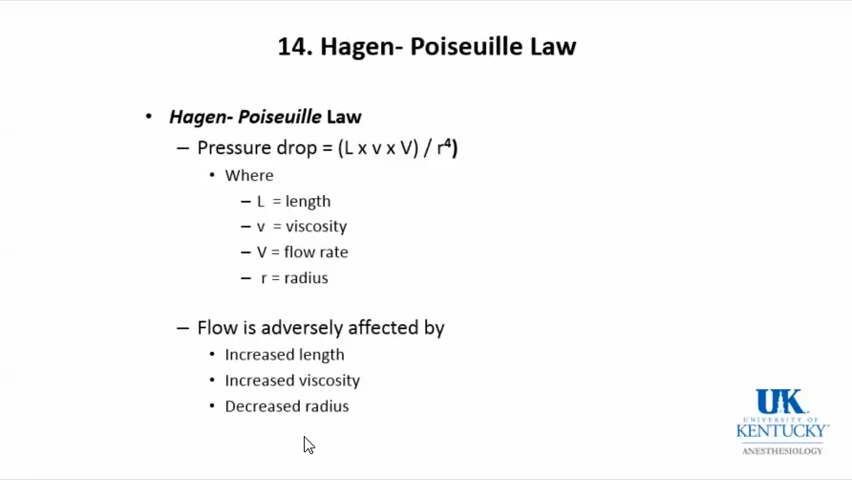 14. Hagen- Poiseuille Law
• Hagen- Poiseuille Law
– Pressure drop = (L x v x V) / r⁴)
• Where
– L = length
– v = viscosity
– V = flow rate
– r = radius
– Flow is adversely affected by
• Increased length
• Increased viscosity
• Decreased radius
UK
UNIVERSITY OF
KENTUCKY™
ANESTHESIOLOGY